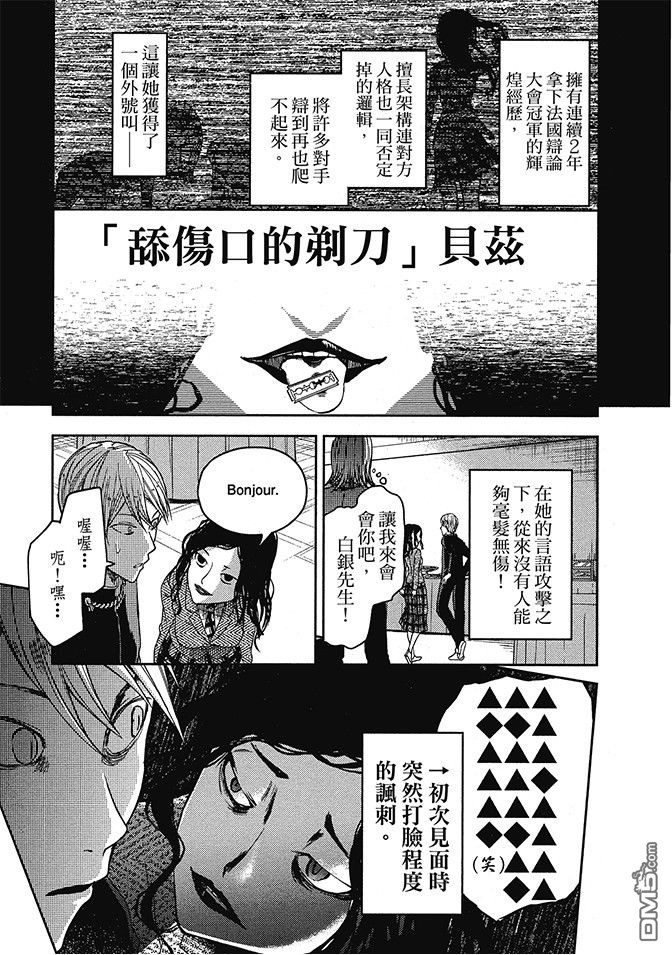 擁有連續2年
拿下法國辯論
大會冠軍的輝
煌經歷，
擅長架構連對方
人格也一同否定
掉的邏輯，
將許多對手
辯到再也爬
不起來。
這讓她獲得了
一個外號叫——
「舔傷口的剃刀」貝茲
在她的言語攻擊之
下，從來沒有人能
夠毫髮無傷！
讓我來會
會你吧，
白銀先生！
Bonjour.
喔喔…
呃！嘿…
▲◆▲▲▲◆▲◆
▲◆▲▲▲◆▲▲
▲◆▲◆▲◆▲▲
（笑）
→初次見面時
突然打臉程度
的諷刺。
DM5.com